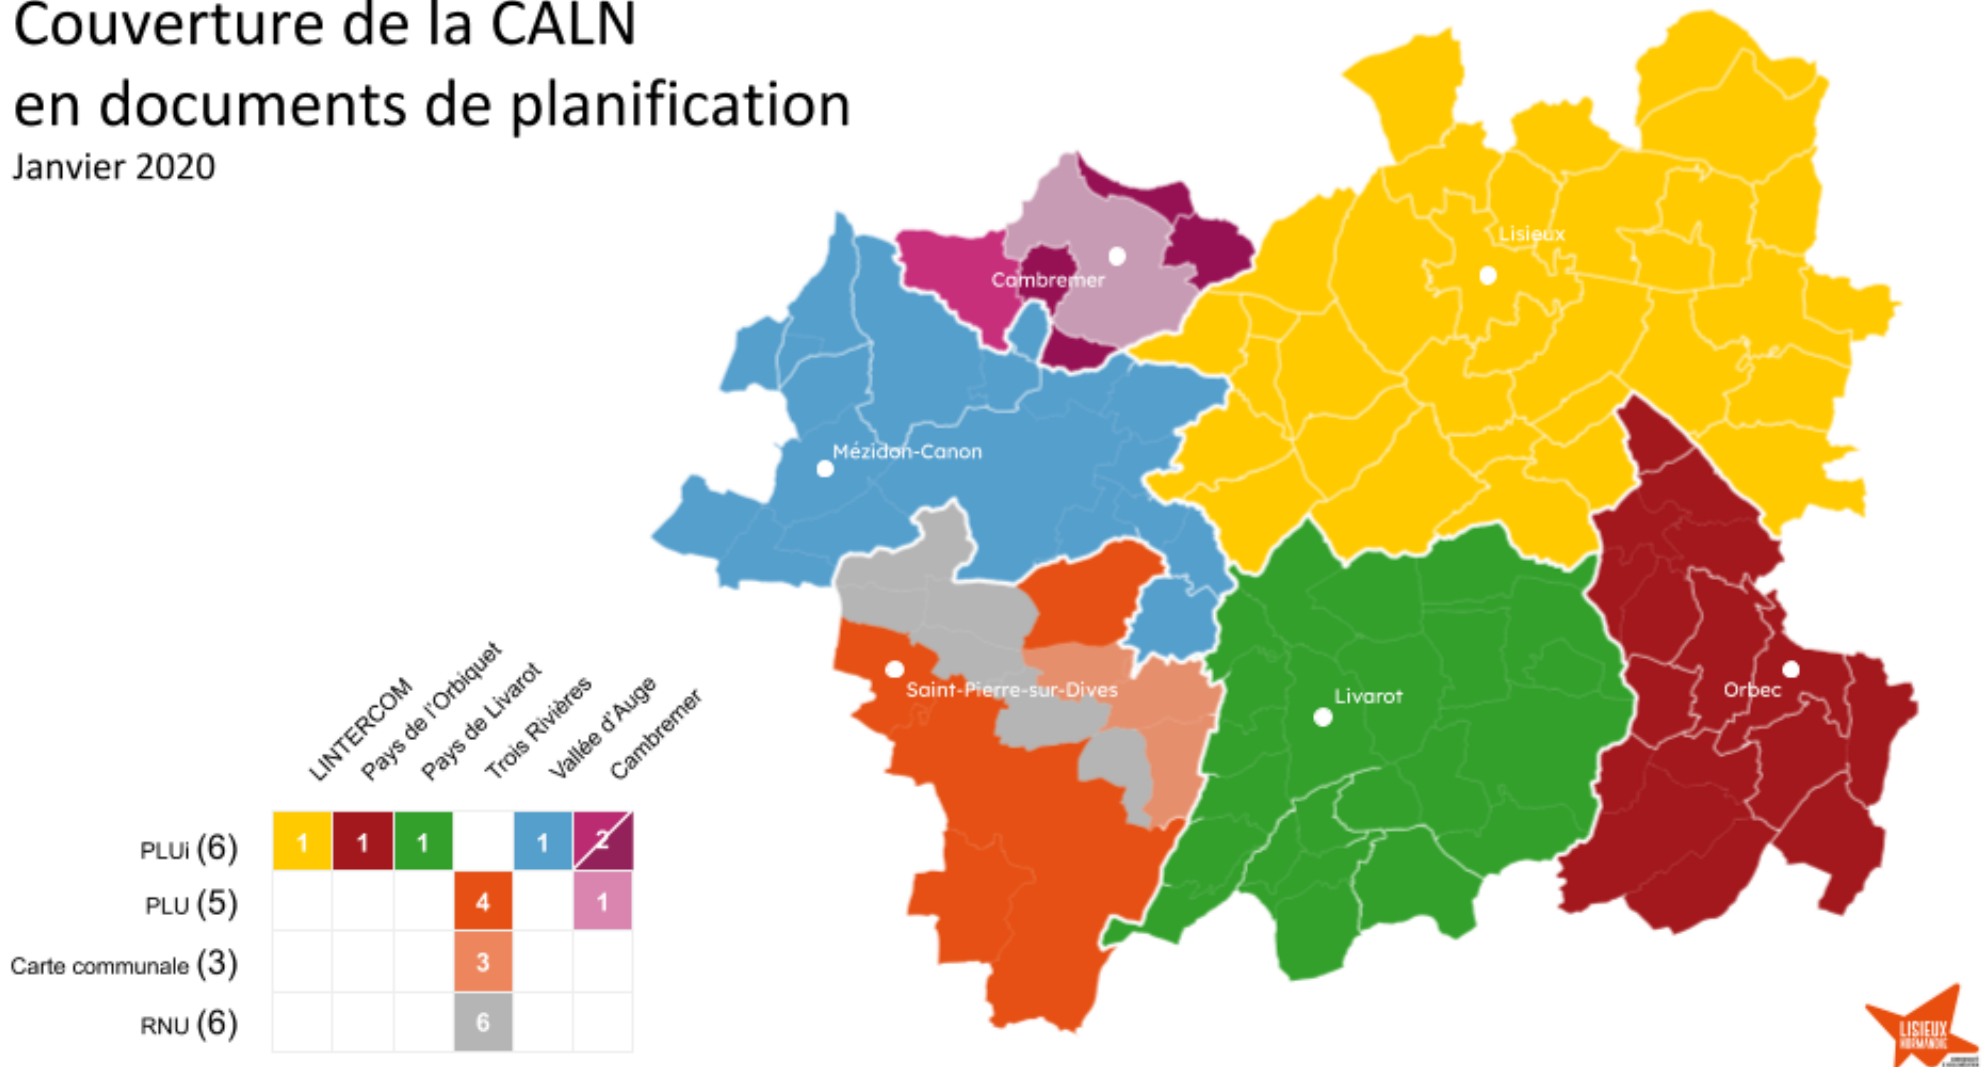 Couverture de la CALN
en documents de planification
Janvier 2020
Lisieux
Cambremer
Mézidon-Canon
Saint-Pierre-sur-Dives
Livarot
Orbec
LINTERCOM
Pays de l'Orbiquet
Pays de Livarot
Trois Rivières
Vallée d'Auge
Cambremer
PLUi (6) 1 1 1 1 2
PLU (5) 4 1
Carte communale (3) 3
RNU (6) 6
LISIEUX
NORMANDIE